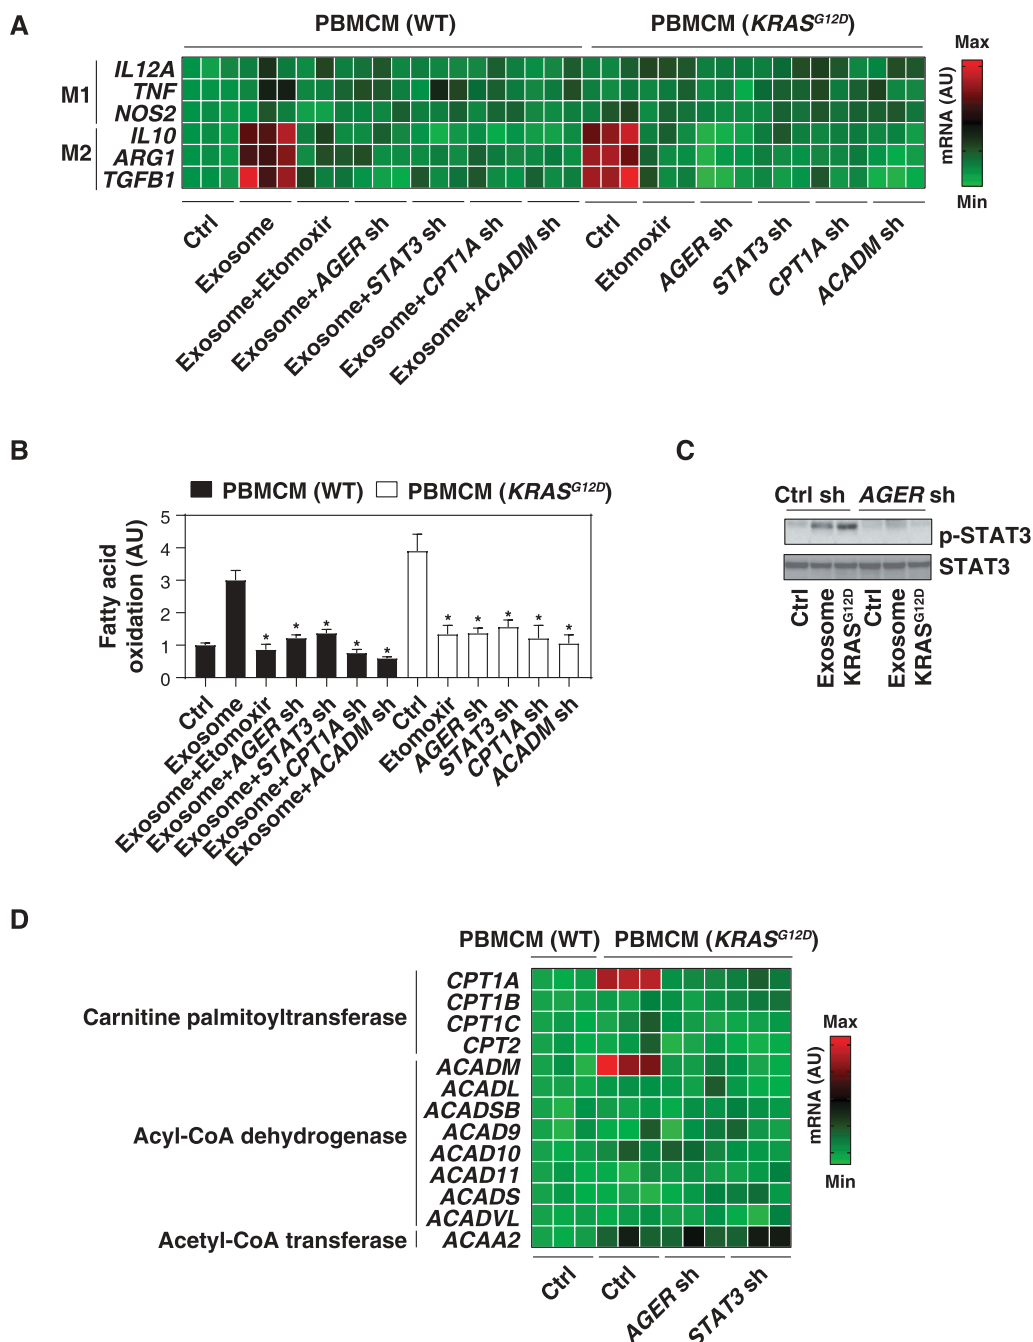 A
PBMCM (WT)
PBMCM (KRASG12D)
M1
IL12A
TNF
NOS2
M2
IL10
ARG1
TGFB1
Max
mRNA (AU)
Min
Ctrl
Exosome
Exosome+Etomoxir
Exosome+AGER sh
Exosome+STAT3 sh
Exosome+CPT1A sh
Exosome+ACADM sh
Ctrl
Etomoxir
AGER sh
STAT3 sh
CPT1A sh
ACADM sh
B
PBMCM (WT)
PBMCM (KRASG12D)
Fatty acid
oxidation (AU)
5
4
3
2
1
0
* * * * * * * * * *
Ctrl
Exosome
Exosome+Etomoxir
Exosome+AGER sh
Exosome+STAT3 sh
Exosome+CPT1A sh
Exosome+ACADM sh
Ctrl
Etomoxir
AGER sh
STAT3 sh
CPT1A sh
ACADM sh
C
Ctrl sh
AGER sh
p-STAT3
STAT3
Ctrl
Exosome
KRASG12D
Ctrl
Exosome
KRASG12D
D
PBMCM (WT)
PBMCM (KRASG12D)
Carnitine palmitoyltransferase
CPT1A
CPT1B
CPT1C
CPT2
Acyl-CoA dehydrogenase
ACADM
ACADL
ACADSB
ACAD9
ACAD10
ACAD11
ACADS
ACADVL
Acetyl-CoA transferase
ACAA2
Max
mRNA (AU)
Min
Ctrl
Ctrl
AGER sh
STAT3 sh